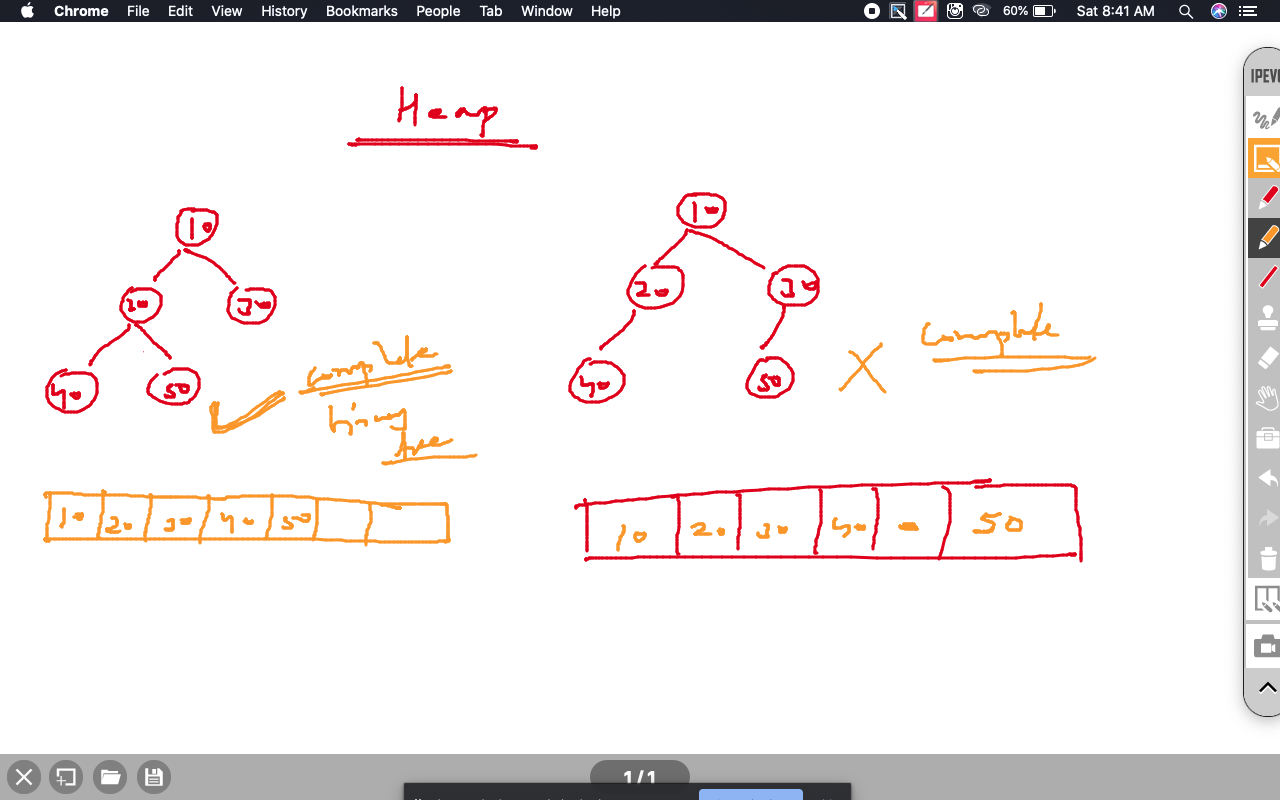 Chrome File Edit View History Bookmarks People Tab Window Help 60% Sat 8:41 AM
IPEV
Heap
10
20 30
40 50
Complete
binary
tree
10 20 30 40 50
10
20 30
40 50
Complete
10 20 30 40 - 50
1/1